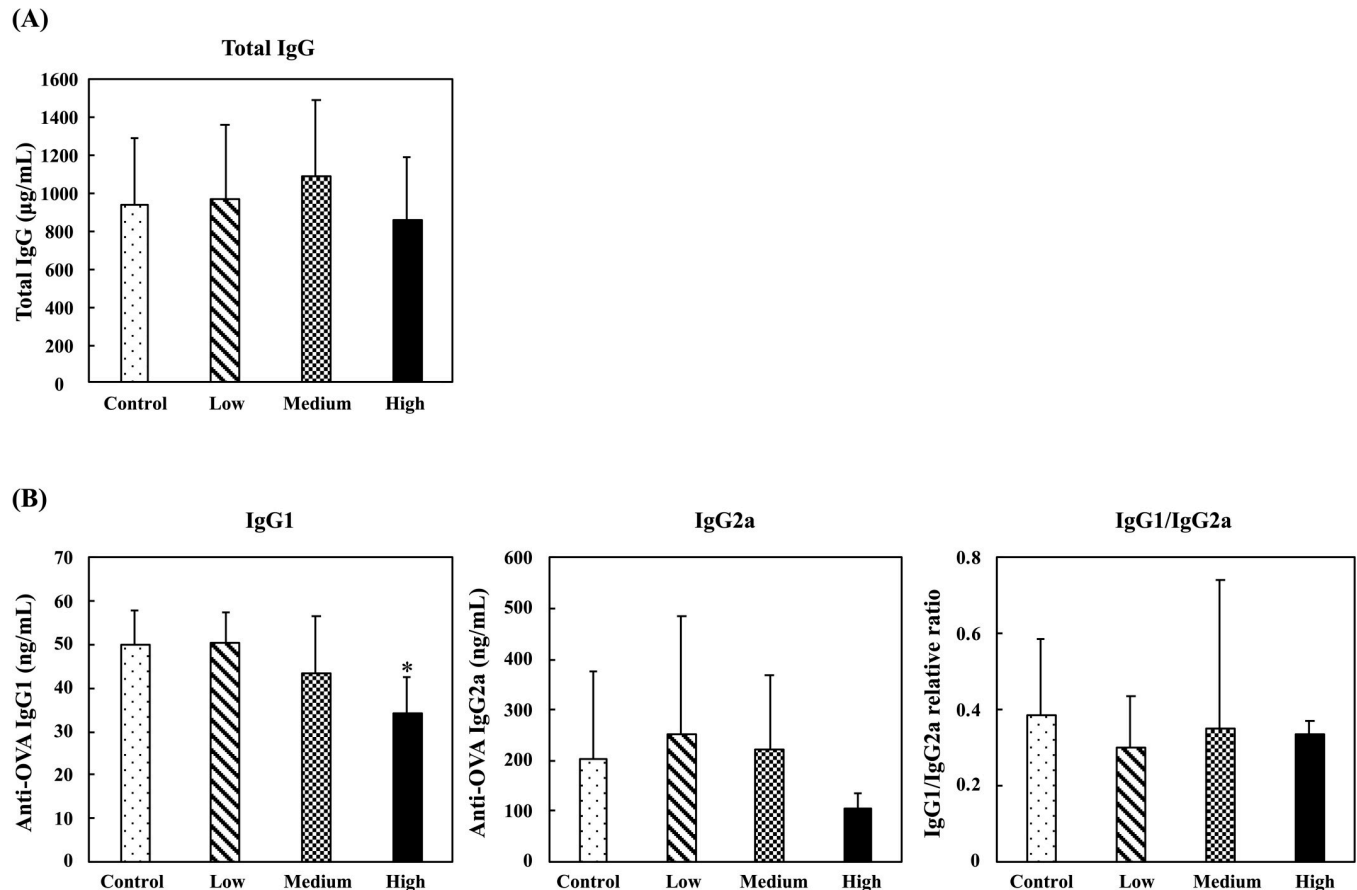 (A)
Total IgG
Total IgG (µg/mL)
1600
1400
1200
1000
800
600
400
200
0
Control Low Medium High
(B)
IgG1
Anti-OVA IgG1 (ng/mL)
70
60
50
40
30
20
10
0
*
Control Low Medium High
IgG2a
Anti-OVA IgG2a (ng/mL)
600
500
400
300
200
100
0
Control Low Medium High
IgG1/IgG2a
IgG1/IgG2a relative ratio
0.8
0.6
0.4
0.2
0
Control Low Medium High